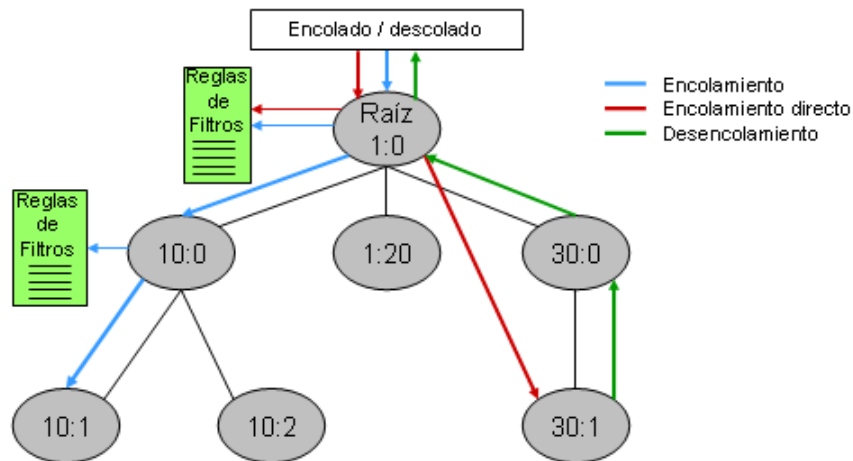 Encolado / descolado
Reglas
de
Filtros
Raíz
1:0
Encolamiento
Encolamiento directo
Desencolamiento
Reglas
de
Filtros
10:0
1:20
30:0
10:1
10:2
30:1